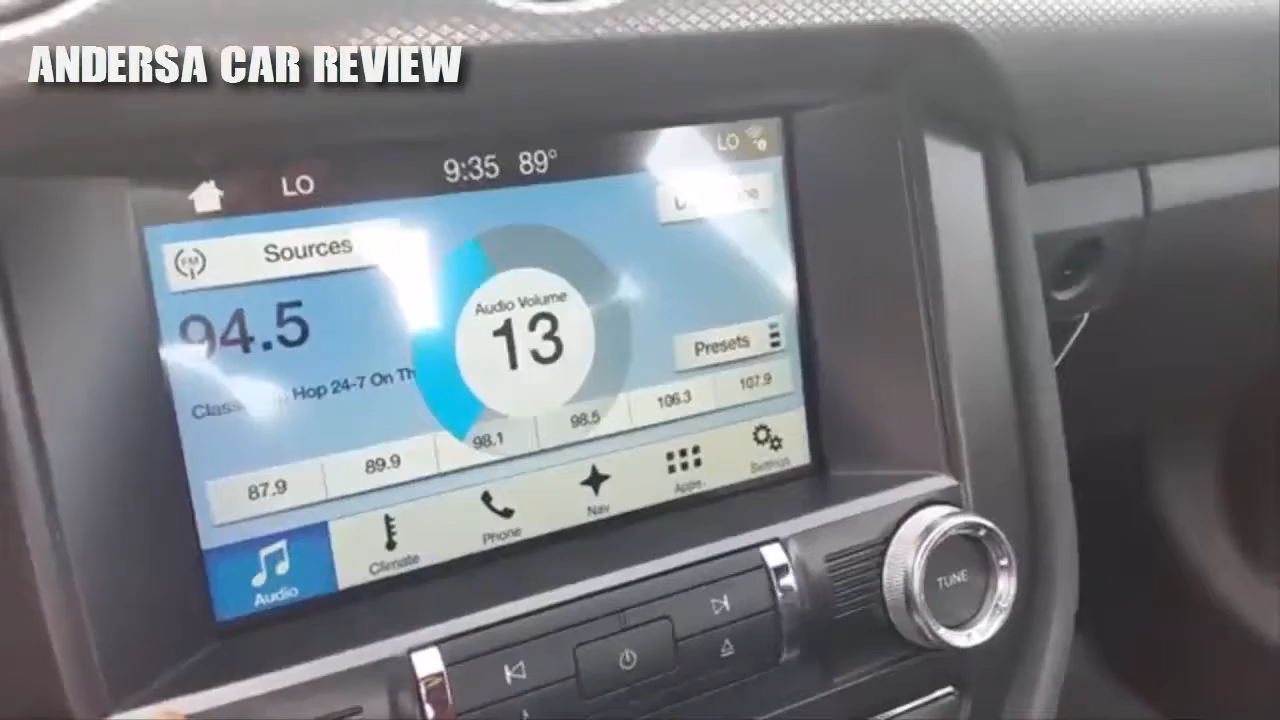 ANDERSA CAR REVIEW
LO
9:35 89°
LO
FM
Sources
94.5
Hop 24-7 On Th
Audio Volume
13
Presets
87.9
89.9
98.1
98.5
106.3
107.9
Audio
Climate
Phone
Nav
Apps
Settings
TUNE